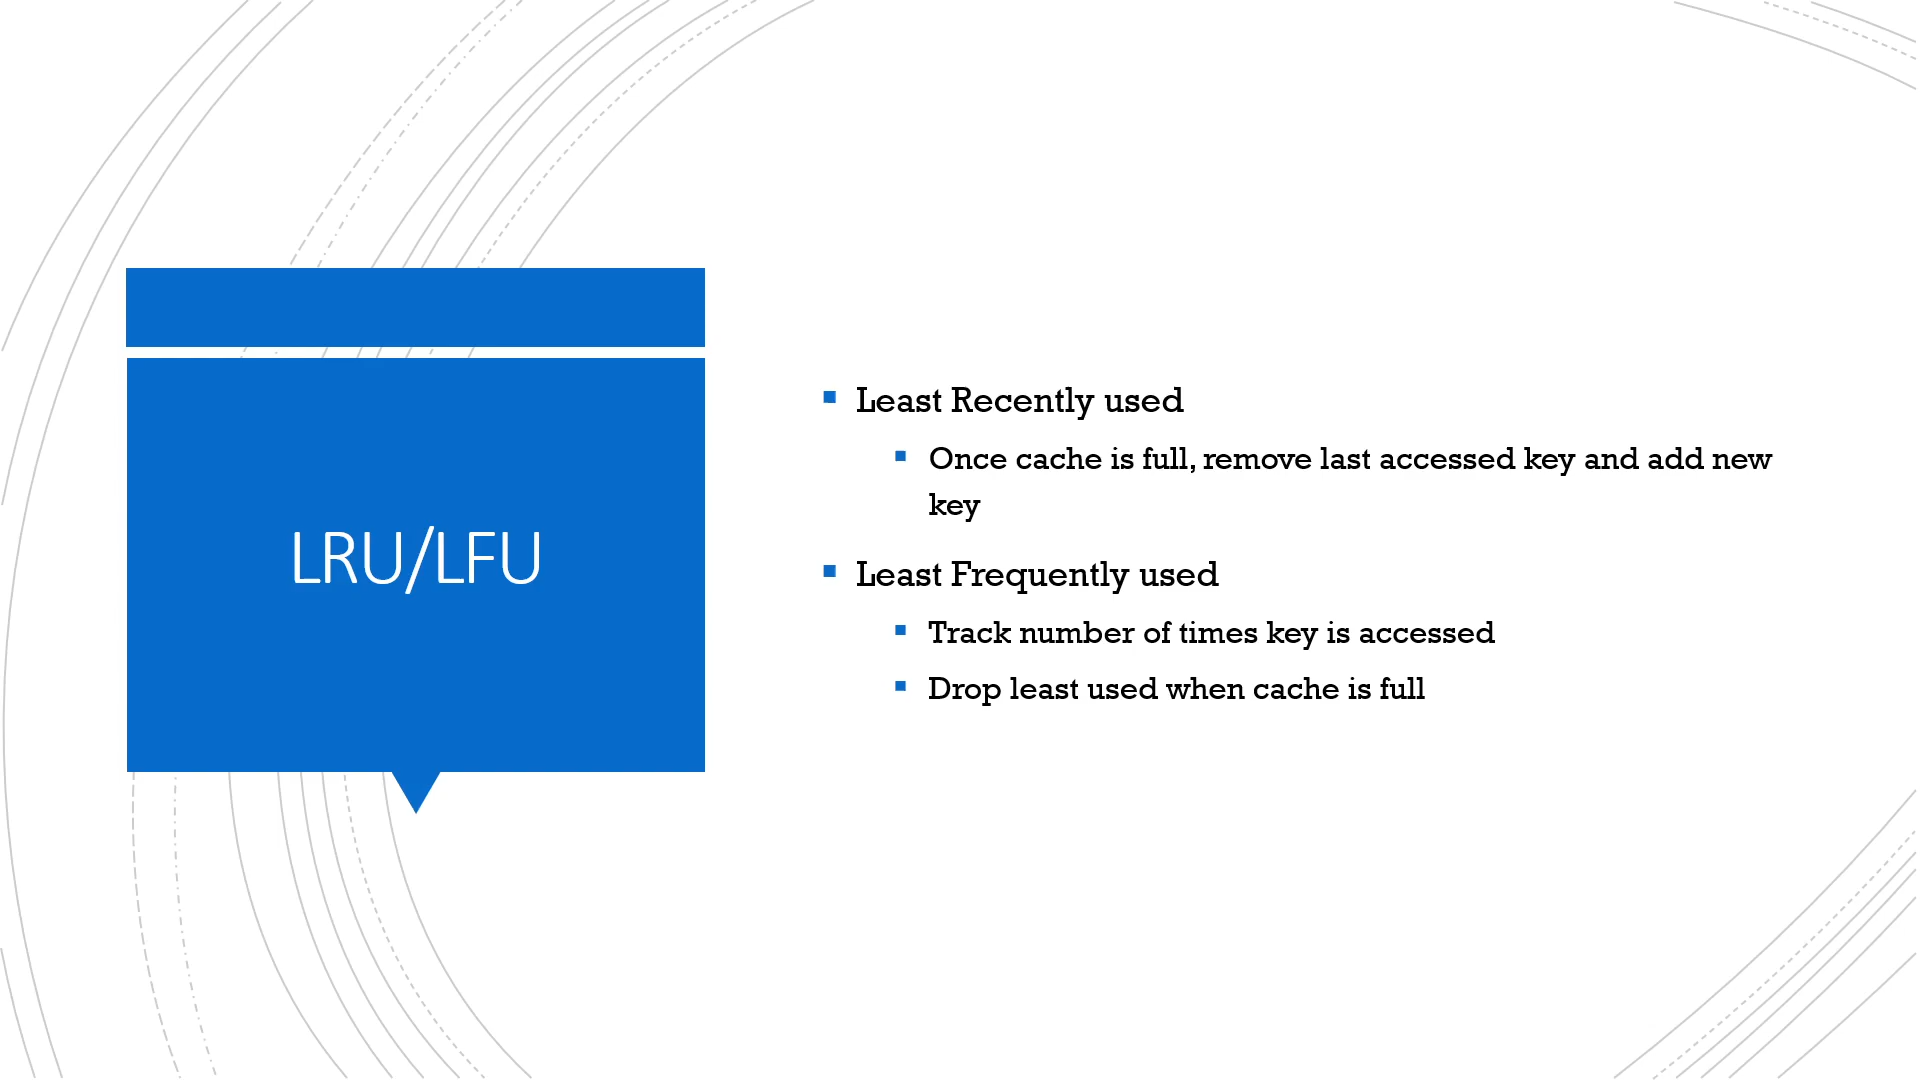 LRU/LFU
Least Recently used
Once cache is full, remove last accessed key and add new
key
Least Frequently used
Track number of times key is accessed
Drop least used when cache is full